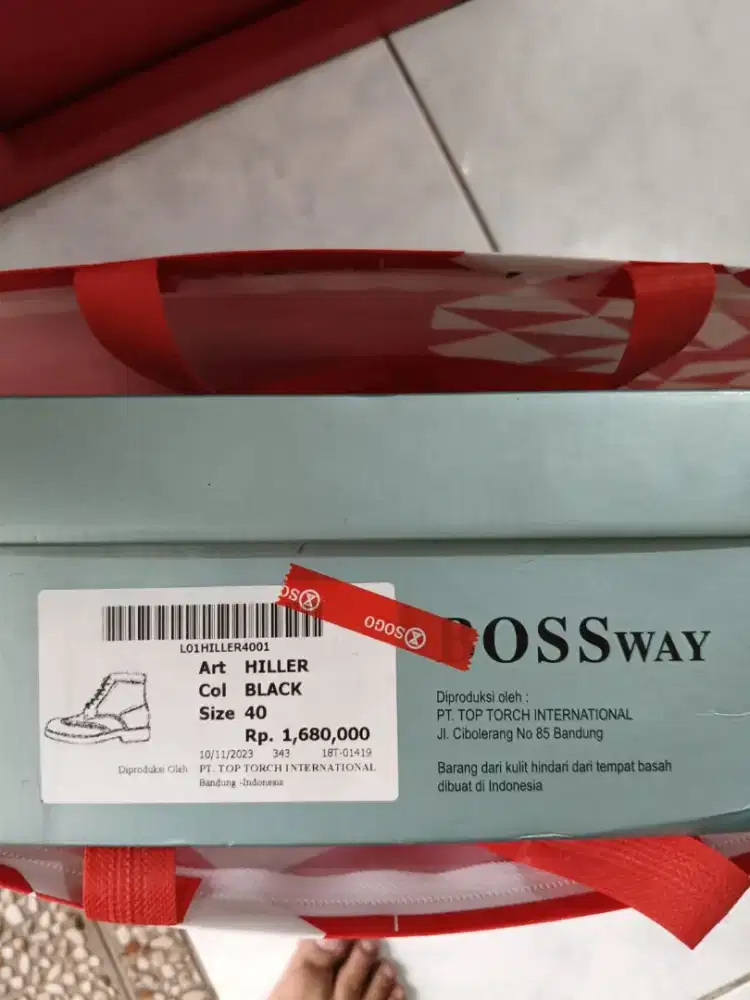 L01HILLER4001
Art HILLER
Col BLACK
Size 40
Rp. 1,680,000
10/11/2023 343 18T-01419
Diproduksi Oleh PT. TOP TORCH INTERNATIONAL
Bandung -Indonesia
SOGO
SOGO
BOSSWAY
Diproduksi oleh :
PT. TOP TORCH INTERNATIONAL
Jl. Cibolerang No 85 Bandung
Barang dari kulit hindari dari tempat basah
dibuat di Indonesia